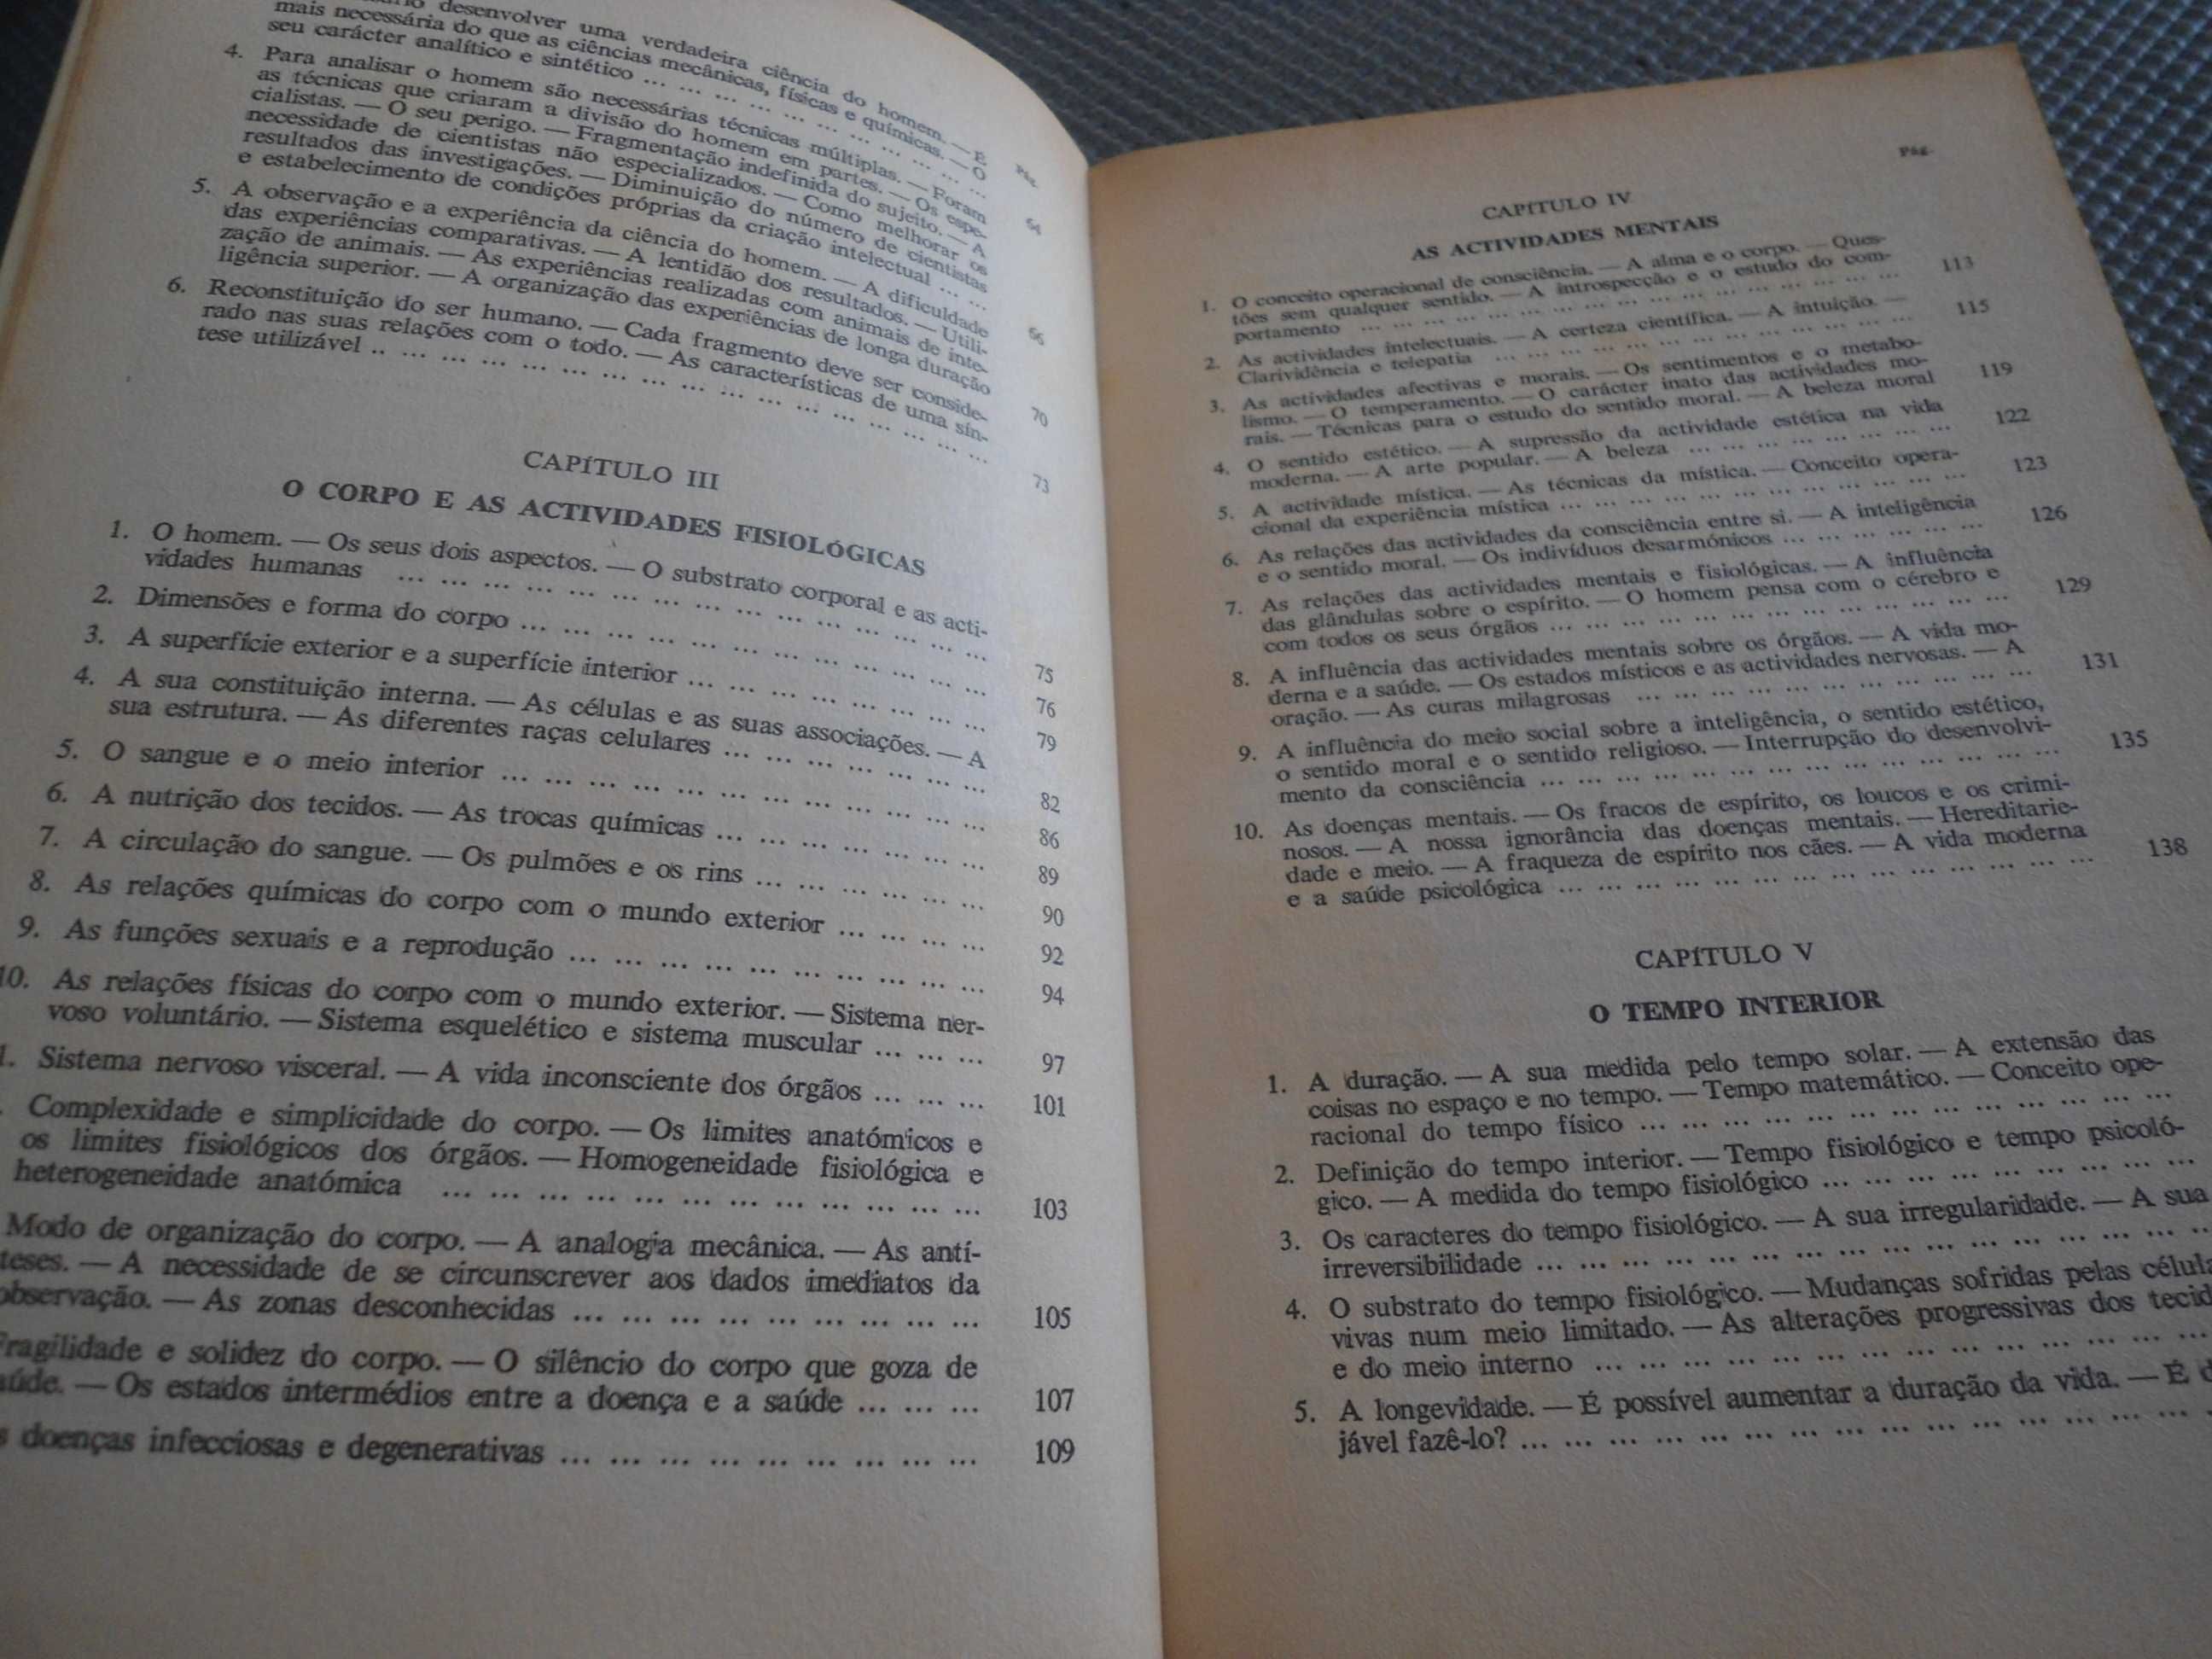 desenvolver uma verdadeira ciência do homem. — É
mais necessária do que as ciências mecânicas, físicas e químicas. — O
seu carácter analítico e sintético ... ... ... ... ... ... ... ... ...
Pág.
64
4. Para analisar o homem são necessárias técnicas múltiplas. — Foram
as técnicas que criaram a divisão do homem em partes. — Os espe-
cialistas. — O seu perigo. — Fragmentação indefinida do sujeito. — A
necessidade de cientistas não especializados. — Como melhorar os
resultados das investigações. — Diminuição do número de cientistas
e estabelecimento de condições próprias da criação intelectual ... ... 66
5. A observação e a experiência da ciência do homem. — A dificuldade
das experiências comparativas. — A lentidão dos resultados. — Utili-
zação de animais. — As experiências realizadas com animais de inte-
ligência superior. — A organização das experiências de longa duração 70
6. Reconstituição do ser humano. — Cada fragmento deve ser conside-
rado nas suas relações com o todo. — As características de uma sín-
tese utilizável .. ... ... ... ... ... ... ... ... ... ... ... ... ... ... 73
CAPÍTULO III
O CORPO E AS ACTIVIDADES FISIOLÓGICAS
1. O homem. — Os seus dois aspectos. — O substrato corporal e as acti-
vidades humanas ... ... ... ... ... ... ... ... ... ... ... ... ... ... 75
2. Dimensões e forma do corpo ... ... ... ... ... ... ... ... ... ... ... 76
3. A superfície exterior e a superfície interior ... ... ... ... ... ... ... 79
4. A sua constituição interna. — As células e as suas associações. — A
sua estrutura. — As diferentes raças celulares ... ... ... ... ... ... 82
5. O sangue e o meio interior ... ... ... ... ... ... ... ... ... ... ... 86
6. A nutrição dos tecidos. — As trocas químicas ... ... ... ... ... ... ... 89
7. A circulação do sangue. — Os pulmões e os rins ... ... ... ... ... ... 90
8. As relações químicas do corpo com o mundo exterior ... ... ... ... 92
9. As funções sexuais e a reprodução ... ... ... ... ... ... ... ... ... ... 94
10. As relações físicas do corpo com o mundo exterior. — Sistema ner-
voso voluntário. — Sistema esquelético e sistema muscular ... ... ... 97
1. Sistema nervoso visceral. — A vida inconsciente dos órgãos ... ... ... 101
. Complexidade e simplicidade do corpo. — Os limites anatómicos e
os limites fisiológicos dos órgãos. — Homogeneidade fisiológica e
heterogeneidade anatómica ... ... ... ... ... ... ... ... ... ... ... ... 103
Modo de organização do corpo. — A analogia mecânica. — As antí-
teses. — A necessidade de se circunscrever aos dados imediatos da
observação. — As zonas desconhecidas ... ... ... ... ... ... ... ... ... 105
Fragilidade e solidez do corpo. — O silêncio do corpo que goza de
aúde. — Os estados intermédios entre a doença e a saúde ... ... ... 107
s doenças infecciosas e degenerativas ... ... ... ... ... ... ... ... ... 109
Pág.
CAPÍTULO IV
AS ACTIVIDADES MENTAIS
1. O conceito operacional de consciência. — A alma e o corpo. — Ques-
tões sem qualquer sentido. — A introspecção e o estudo do com-
portamento ... ... ... ... ... ... ... ... ... ... ... ... ... ... 113
2. As actividades intelectuais. — A certeza científica. — A intuição. —
Clarividência e telepatia ... ... ... ... ... ... ... ... ... ... ... 115
3. As actividades afectivas e morais. — Os sentimentos e o metabo-
lismo. — O temperamento. — O carácter inato das actividades mo-
rais. — Técnicas para o estudo do sentido moral. — A beleza moral 119
4. O sentido estético. — A supressão da actividade estética na vida
moderna. — A arte popular. — A beleza ... ... ... ... ... ... ... 122
5. A actividade mística. — As técnicas da mística. — Conceito opera-
cional da experiência mística ... ... ... ... ... ... ... ... ... ... ... 123
6. As relações das actividades da consciência entre si. — A inteligência
e o sentido moral. — Os indivíduos desarmónicos ... ... ... ... ... 126
7. As relações das actividades mentais e fisiológicas. — A influência
das glândulas sobre o espírito. — O homem pensa com o cérebro e
com todos os seus órgãos ... ... ... ... ... ... ... ... ... ... ... ... 129
8. A influência das actividades mentais sobre os órgãos. — A vida mo-
derna e a saúde. — Os estados místicos e as actividades nervosas. — A
oração. — As curas milagrosas ... ... ... ... ... ... ... ... ... ... 131
9. A influência do meio social sobre a inteligência, o sentido estético,
o sentido moral e o sentido religioso. — Interrupção do desenvolvi-
mento da consciência ... ... ... ... ... ... ... ... ... ... ... ... ... 135
10. As doenças mentais. — Os fracos de espírito, os loucos e os crimi-
nosos. — A nossa ignorância das doenças mentais. — Hereditarie-
dade e meio. — A fraqueza de espírito nos cães. — A vida moderna
e a saúde psicológica ... ... ... ... ... ... ... ... ... ... ... ... ... 138
CAPÍTULO V
O TEMPO INTERIOR
1. A duração. — A sua medida pelo tempo solar. — A extensão das
coisas no espaço e no tempo. — Tempo matemático. — Conceito ope-
racional do tempo físico ... ... ... ... ... ... ... ... ... ... ... ... ...
2. Definição do tempo interior. — Tempo fisiológico e tempo psicoló-
gico. — A medida do tempo fisiológico ... ... ... ... ... ... ... ... ...
3. Os caracteres do tempo fisiológico. — A sua irregularidade. — A sua
irreversibilidade ... ... ... ... ... ... ... ... ... ... ... ... ... ... ...
4. O substrato do tempo fisiológico. — Mudanças sofridas pelas célula
vivas num meio limitado. — As alterações progressivas dos tecid
e do meio interno ... ... ... ... ... ... ... ... ... ... ... ... ... ...
5. A longevidade. — É possível aumentar a duração da vida. — É d
jável fazê-lo? ... ... ... ... ... ... ... ... ... ... ... ... ... ... ...